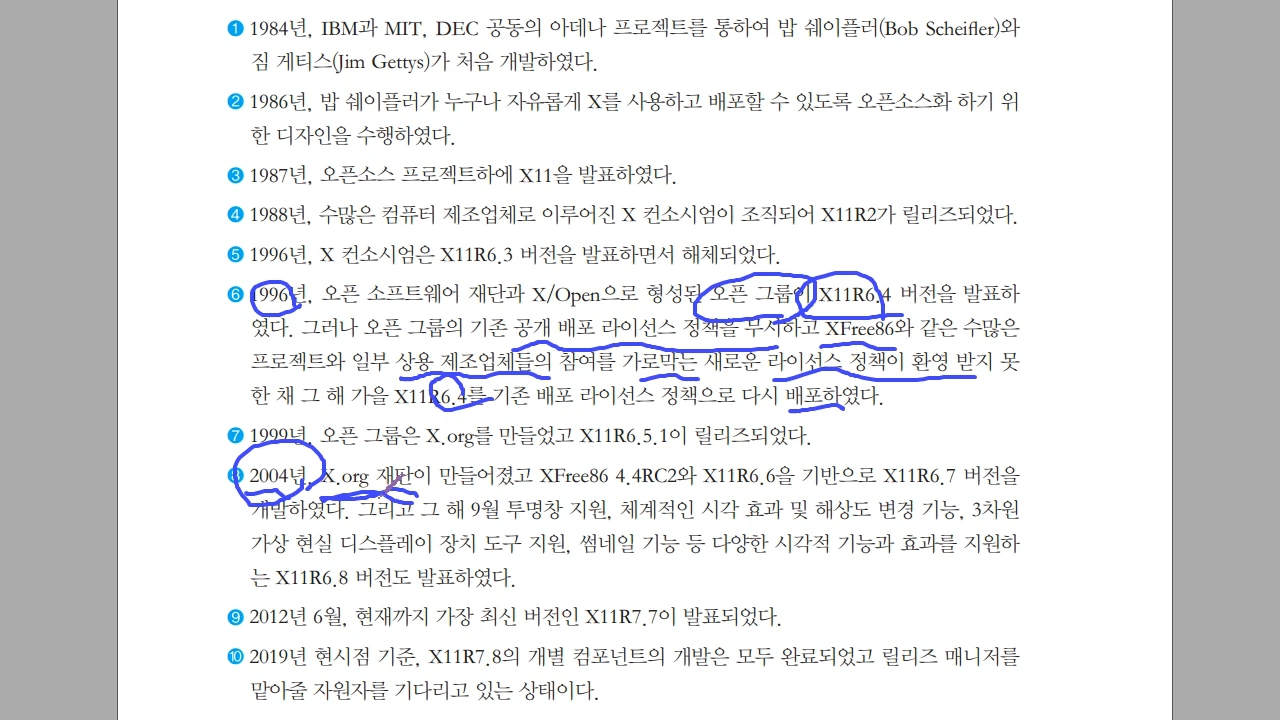 ❶ 1984년, IBM과 MIT, DEC 공동의 아데나 프로젝트를 통하여 밥 쉐이플러(Bob Scheifler)와
짐 게티스(Jim Gettys)가 처음 개발하였다.
❷ 1986년, 밥 쉐이플러가 누구나 자유롭게 X를 사용하고 배포할 수 있도록 오픈소스화 하기 위
한 디자인을 수행하였다.
❸ 1987년, 오픈소스 프로젝트하에 X11을 발표하였다.
❹ 1988년, 수많은 컴퓨터 제조업체로 이루어진 X 컨소시엄이 조직되어 X11R2가 릴리즈되었다.
❺ 1996년, X 컨소시엄은 X11R6.3 버전을 발표하면서 해체되었다.
❻ 1996년, 오픈 소프트웨어 재단과 X/Open으로 형성된 오픈 그룹이 X11R6.4 버전을 발표하
였다. 그러나 오픈 그룹의 기존 공개 배포 라이선스 정책을 무시하고 XFree86와 같은 수많은
프로젝트와 일부 상용 제조업체들의 참여를 가로막는 새로운 라이선스 정책이 환영 받지 못
한 채 그 해 가을 X11R6.4를 기존 배포 라이선스 정책으로 다시 배포하였다.
❼ 1999년, 오픈 그룹은 X.org를 만들었고 X11R6.5.1이 릴리즈되었다.
❽ 2004년, X.org 재단이 만들어졌고 XFree86 4.4RC2와 X11R6.6을 기반으로 X11R6.7 버전을
개발하였다. 그리고 그 해 9월 투명창 지원, 체계적인 시각 효과 및 해상도 변경 기능, 3차원
가상 현실 디스플레이 장치 도구 지원, 썸네일 기능 등 다양한 시각적 기능과 효과를 지원하
는 X11R6.8 버전도 발표하였다.
❾ 2012년 6월, 현재까지 가장 최신 버전인 X11R7.7이 발표되었다.
❿ 2019년 현시점 기준, X11R7.8의 개별 컴포넌트의 개발은 모두 완료되었고 릴리즈 매니저를
맡아줄 자원자를 기다리고 있는 상태이다.